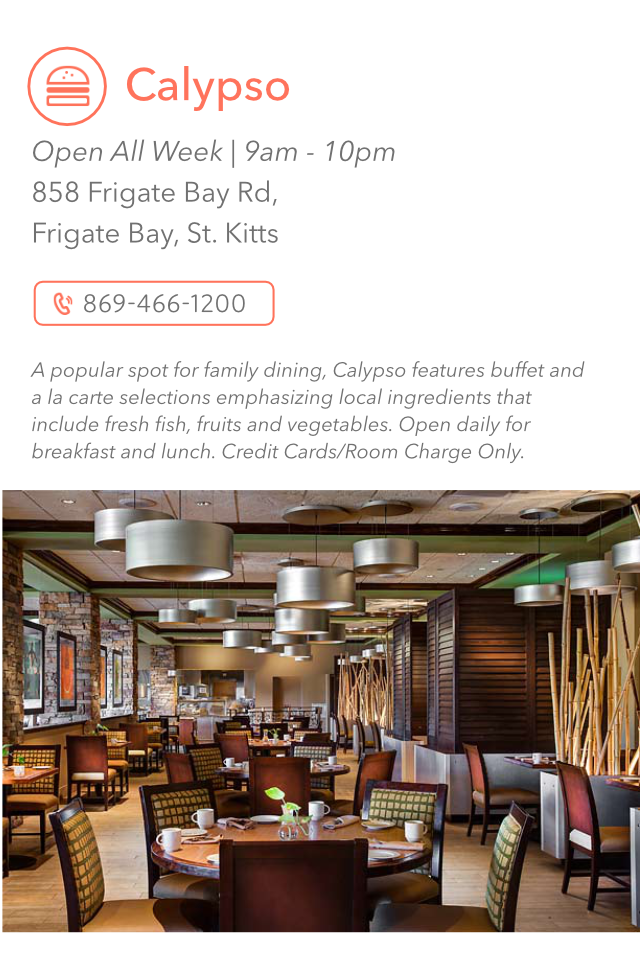 Calypso
Open All Week | 9am - 10pm
858 Frigate Bay Rd,
Frigate Bay, St. Kitts
869-466-1200
A popular spot for family dining, Calypso features buffet and
a la carte selections emphasizing local ingredients that
include fresh fish, fruits and vegetables. Open daily for
breakfast and lunch. Credit Cards/Room Charge Only.